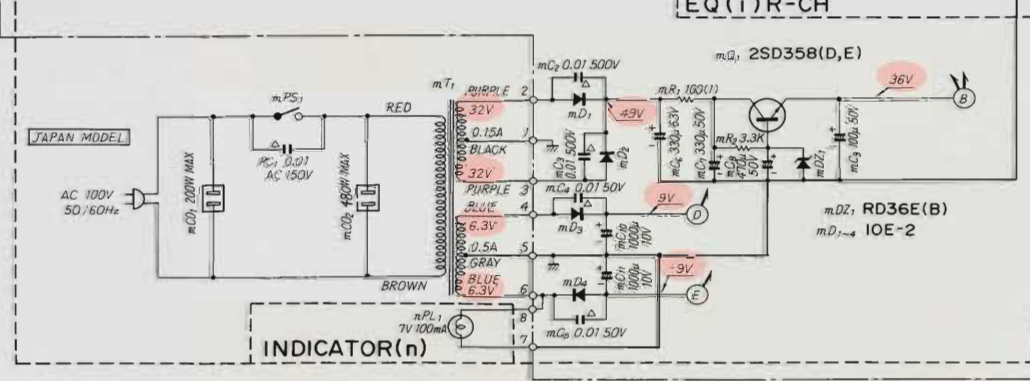 EQ(i)R-CH
mC₂ 0.01 500V
mQ₁ 2SD358(D,E)
36V
B
mT₁
PURPLE 2
32V
mD₁
49V
mR₁ 100(1)
mPS₁
RED
JAPAN MODEL
0.15A 1
BLACK
mC₃ 0.01 500V
mD₂
mC₆ 330μ 63V
mC₇ 330μ 50V
mR₂ 3.3K
mC₈ 470μ 50V
mDZ₁
mC₉ 100μ 50V
0.01
AC 150V
32V
PURPLE 3
mC₄ 0.01 50V
AC 100V
50/60Hz
mCO₁ 200W MAX
mCO₂ 480W MAX
BLUE 4
6.3V
mD₃
9V
D
mDZ₁ RD36E(B)
mD₁₋₄ 10E-2
mC₁₀ 1000μ 10V
0.5A 5
GRAY
mC₁₁ 1000μ 10V
-9V
BLUE
6.3V 6
BROWN
mD₄
E
8
nPL₁
7V 100mA
mC₅ 0.01 50V
7
INDICATOR(n)